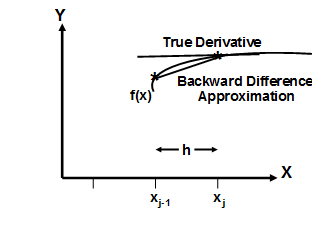 Y
True Derivative
Backward Difference
Approximation
f(x)
h
X
xj-1
xj